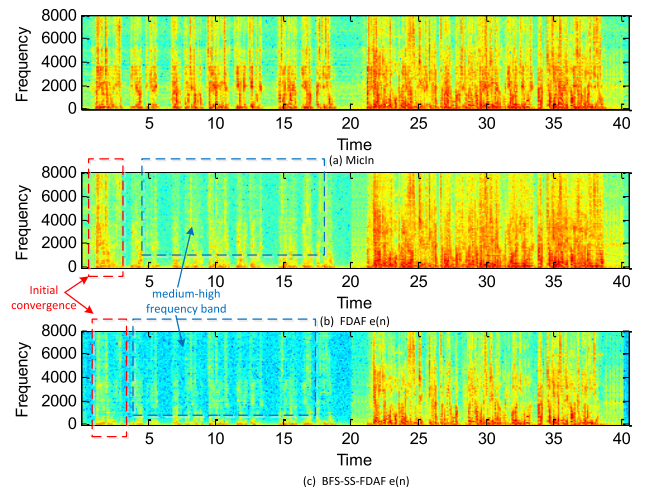 Frequency
8000
6000
4000
2000
0
5 10 15 20 25 30 35 40
Time
(a) MicIn
Frequency
8000
6000
4000
2000
0
5 10 15 20 25 30 35 40
Time
Initial
convergence
medium-high
frequency band
(b) FDAF e(n)
Frequency
8000
6000
4000
2000
0
5 10 15 20 25 30 35 40
Time
(c) BFS-SS-FDAF e(n)